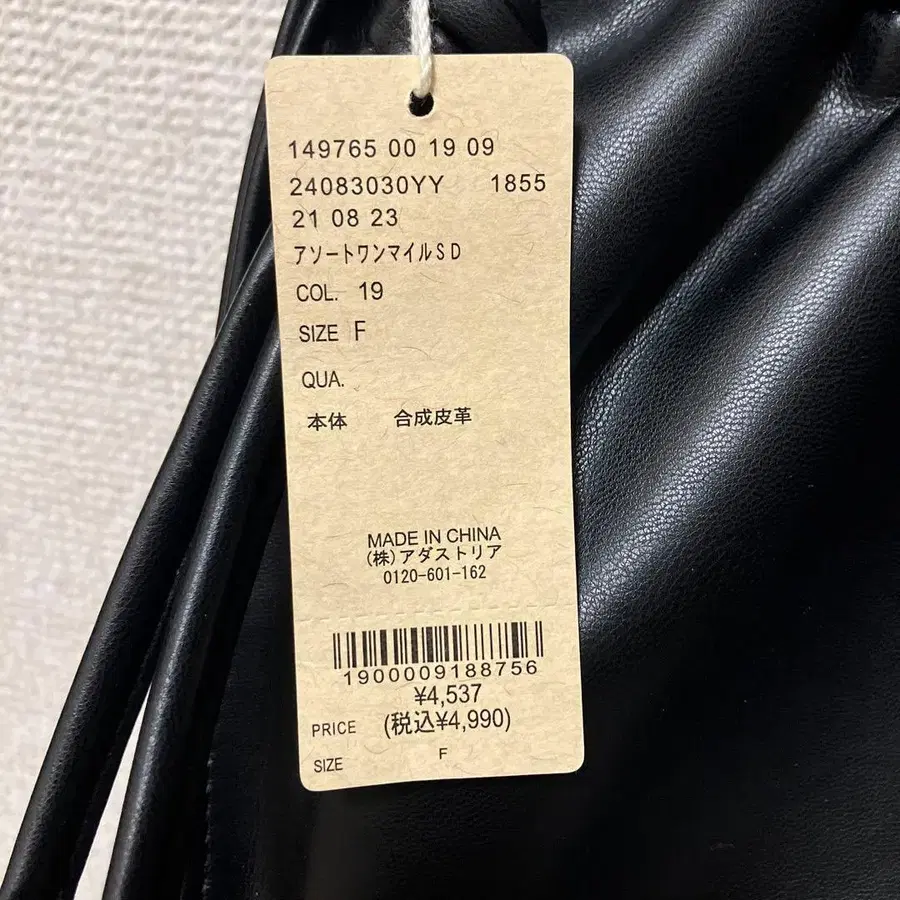 149765 00 19 09
24083030YY 1855
21 08 23
アソートワンマイルSD
COL. 19
SIZE F
QUA.
本体 合成皮革
MADE IN CHINA
(株)アダストリア
0120-601-162
1900009188756
¥4,537
PRICE (税込¥4,990)
SIZE F